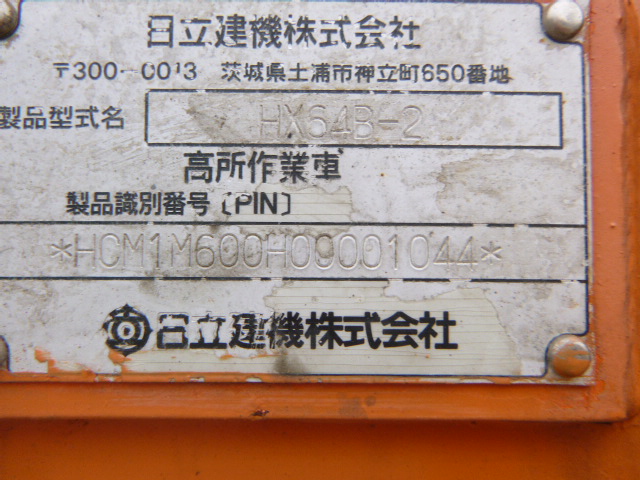 日立建機株式会社
〒300-0013 茨城県土浦市神立町650番地
製品型式名 HX64B-2
高所作業車
製品識別番号〔PIN〕
*HCM1M600H00001044*
日立建機株式会社